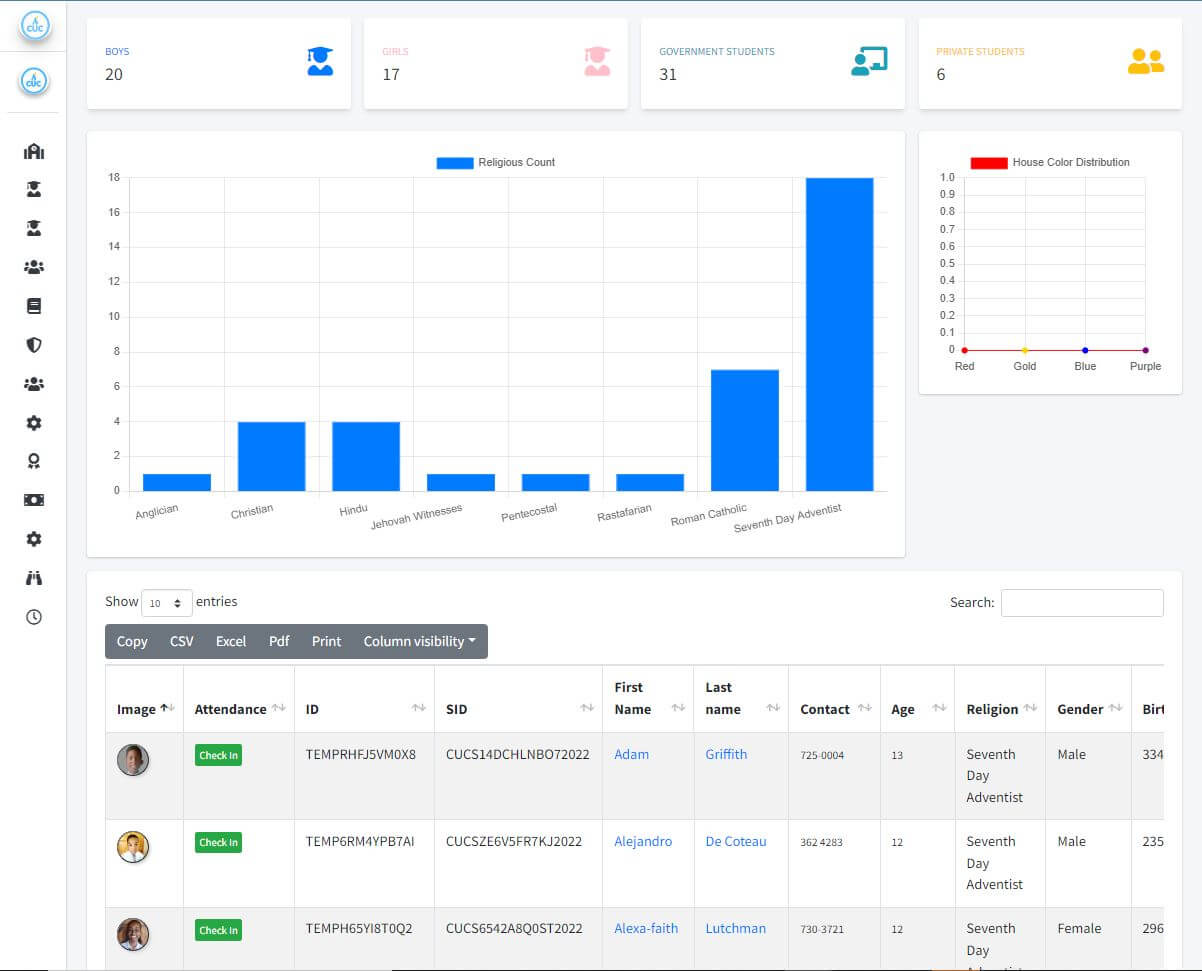 CUC
CUC
BOYS
20
GIRLS
17
GOVERNMENT STUDENTS
31
PRIVATE STUDENTS
6
Religious Count
18
16
14
12
10
8
6
4
2
0
Anglician
Christian
Hindu
Jehovah Witnesses
Pentecostal
Rastafarian
Roman Catholic
Seventh Day Adventist
House Color Distribution
1.0
0.9
0.8
0.7
0.6
0.5
0.4
0.3
0.2
0.1
0
Red Gold Blue Purple
Show 10 entries
Search:
Copy CSV Excel Pdf Print Column visibility
Image Attendance ID SID First Name Last name Contact Age Religion Gender Birt
Check In TEMPRHFJ5VM0X8 CUCS14DCHLNBO72022 Adam Griffith 725-0004 13 Seventh Day Adventist Male 334
Check In TEMP6RM4YPB7AI CUCSZE6V5FR7KJ2022 Alejandro De Coteau 362 4283 12 Seventh Day Adventist Male 235
Check In TEMPH65YI8T0Q2 CUCS6542A8Q0ST2022 Alexa-faith Lutchman 730-3721 12 Seventh Day Female 296